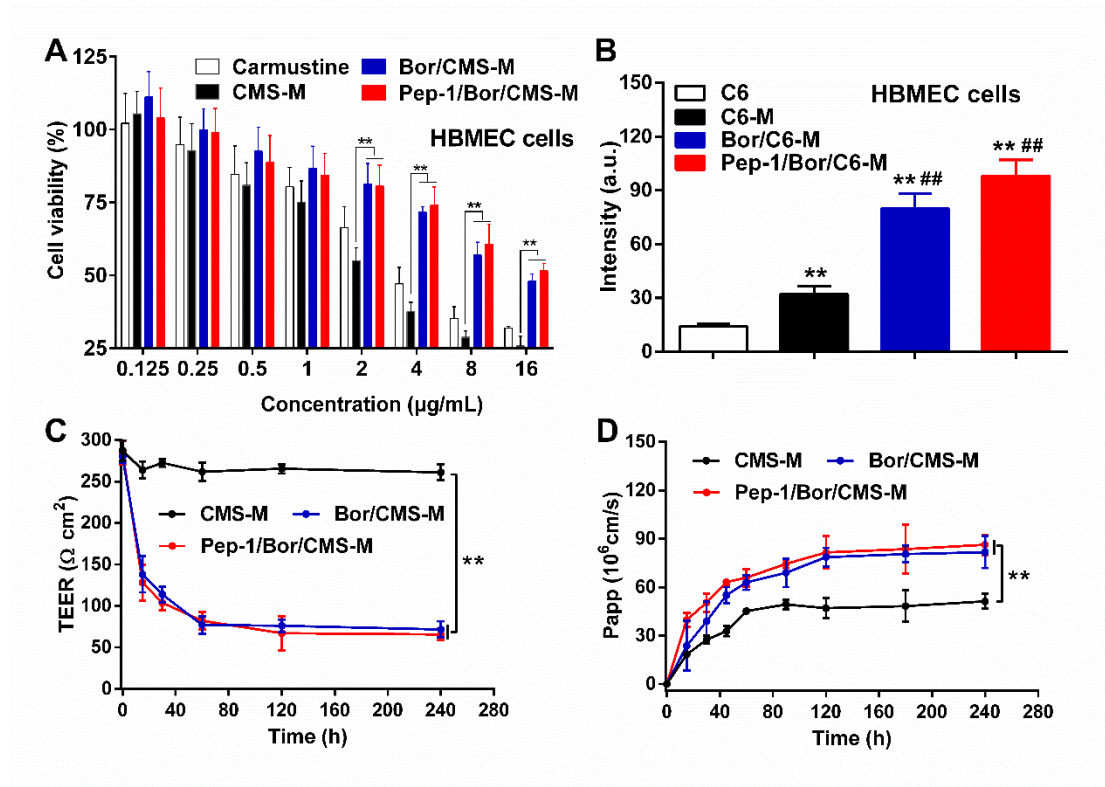 A
125
100
75
50
25
Cell viability (%)
Carmustine
CMS-M
Bor/CMS-M
Pep-1/Bor/CMS-M
HBMEC cells
**
**
**
**
0.125 0.25 0.5 1 2 4 8 16
Concentration (μg/mL)
B
150
120
90
60
30
0
Intensity (a.u.)
C6
C6-M
Bor/C6-M
Pep-1/Bor/C6-M
HBMEC cells
**
** ##
** ##
C
300
250
200
150
100
50
0
TEER (Ω cm2)
CMS-M
Bor/CMS-M
Pep-1/Bor/CMS-M
**
0 40 80 120 160 200 240 280
Time (h)
D
150
120
90
60
30
0
Papp (10⁶cm/s)
CMS-M
Bor/CMS-M
Pep-1/Bor/CMS-M
**
0 40 80 120 160 200 240 280
Time (h)